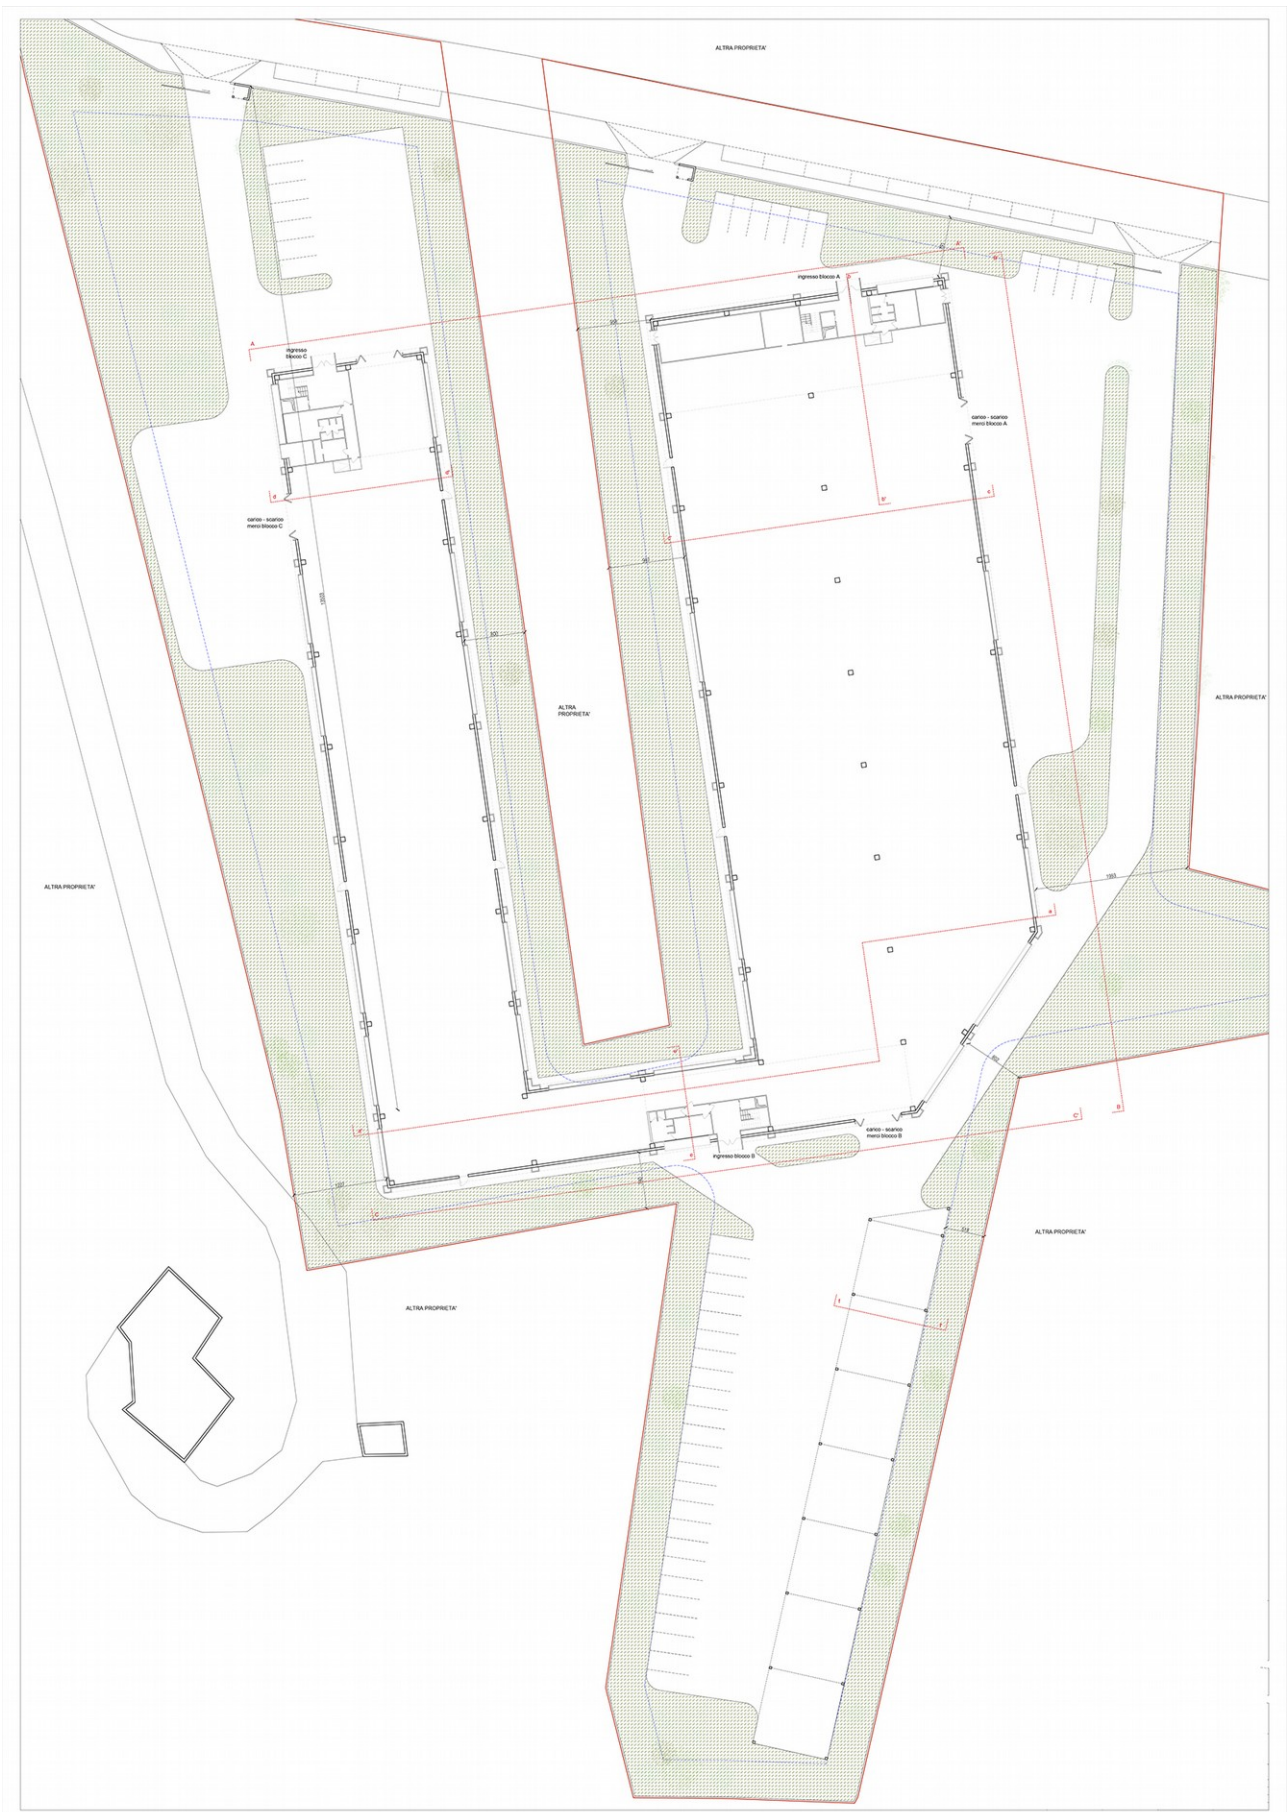 ALTRA PROPRIETA'
ingresso blocco A
A'
D
A
ingresso
blocco C
carico - scarico
merci blocco A
d
d'
B'
c
carico - scarico
merci blocco C
c'
600
ALTRA
PROPRIETA'
ALTRA PROPRIETA'
ALTRA PROPRIETA'
a
e'
a'
B
C'
carico - scarico
merci blocco B
ingresso blocco B
e
C
ALTRA PROPRIETA'
ALTRA PROPRIETA'
f
f'